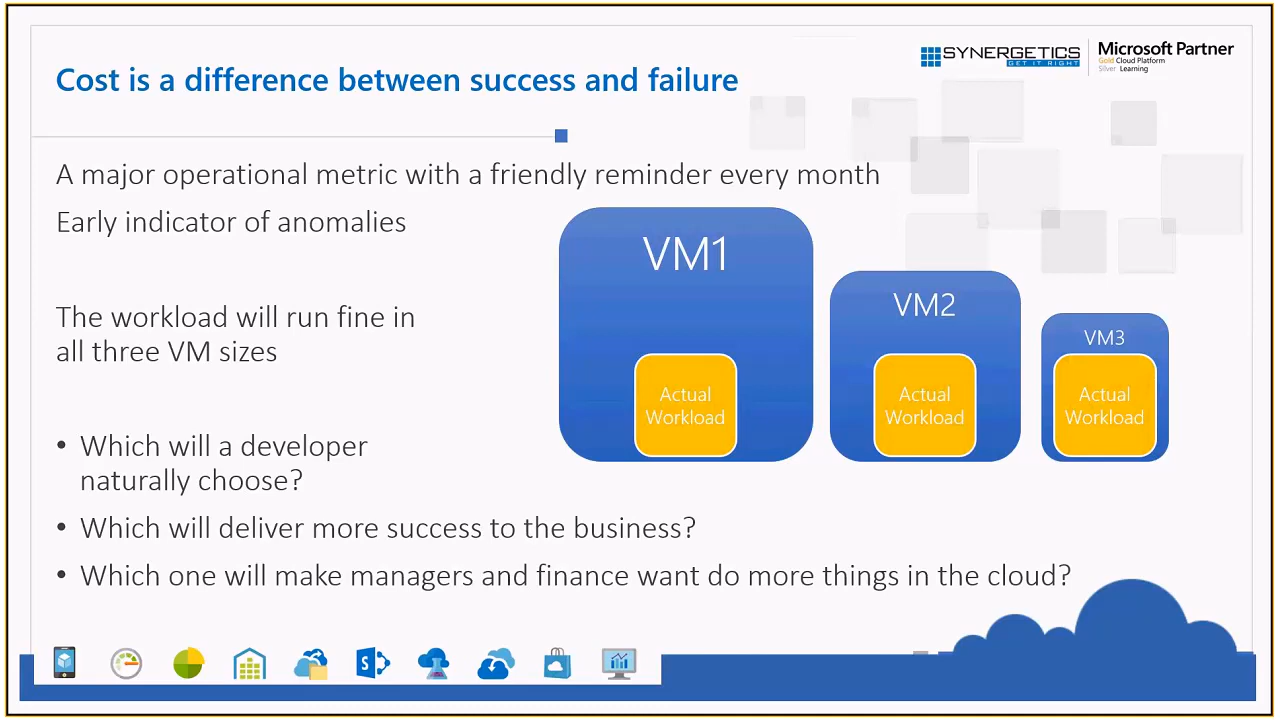 SYNERGETICS
GET IT RIGHT
Microsoft Partner
Gold Cloud Platform
Silver Learning
Cost is a difference between success and failure
A major operational metric with a friendly reminder every month
Early indicator of anomalies
The workload will run fine in
all three VM sizes
VM1
Actual
Workload
VM2
Actual
Workload
VM3
Actual
Workload
• Which will a developer
naturally choose?
• Which will deliver more success to the business?
• Which one will make managers and finance want do more things in the cloud?
S